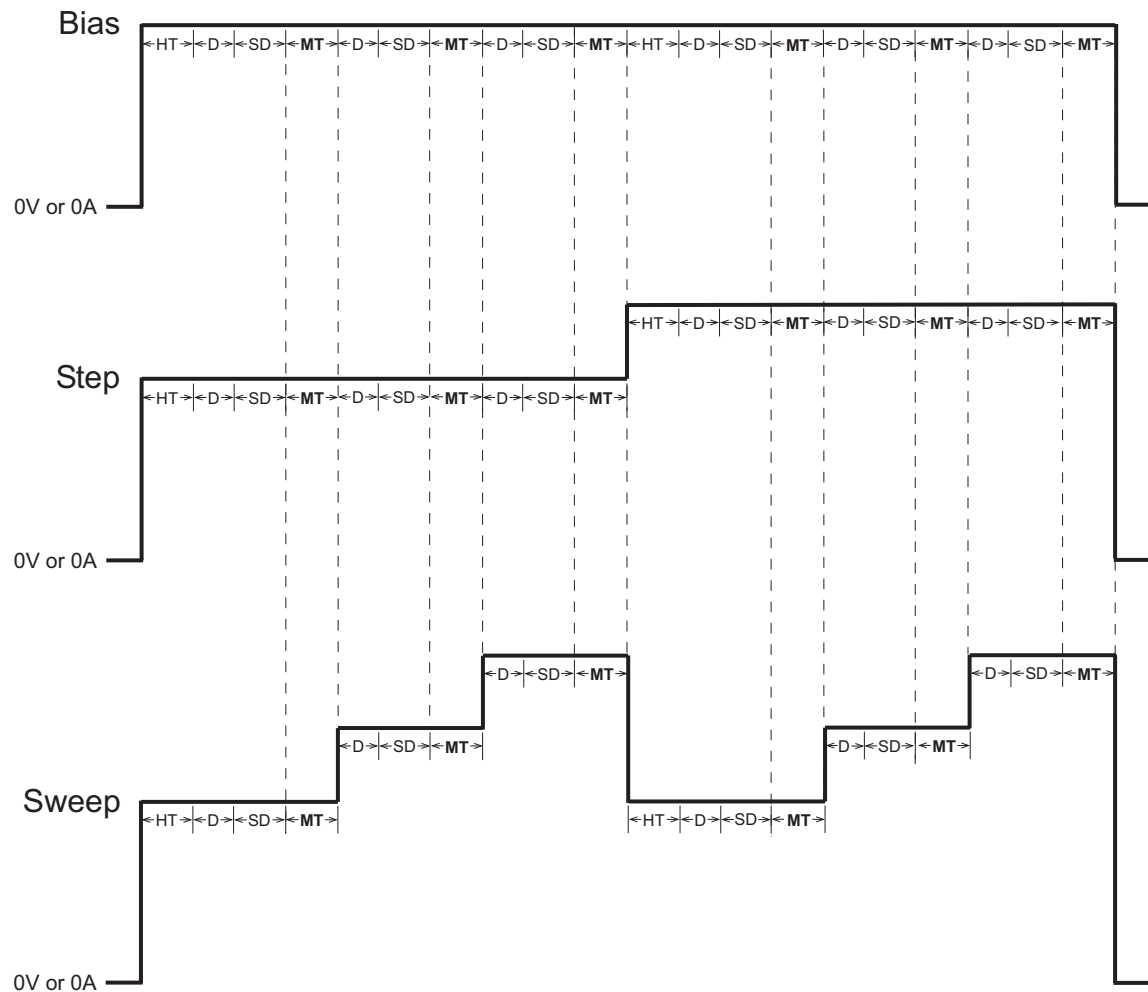 Bias
HT D SD MT D SD MT D SD MT HT D SD MT D SD MT D SD MT
0V or 0A
HT D SD MT D SD MT D SD MT
Step
HT D SD MT D SD MT D SD MT
0V or 0A
D SD MT D SD MT
D SD MT D SD MT
Sweep
HT D SD MT HT D SD MT
0V or 0A